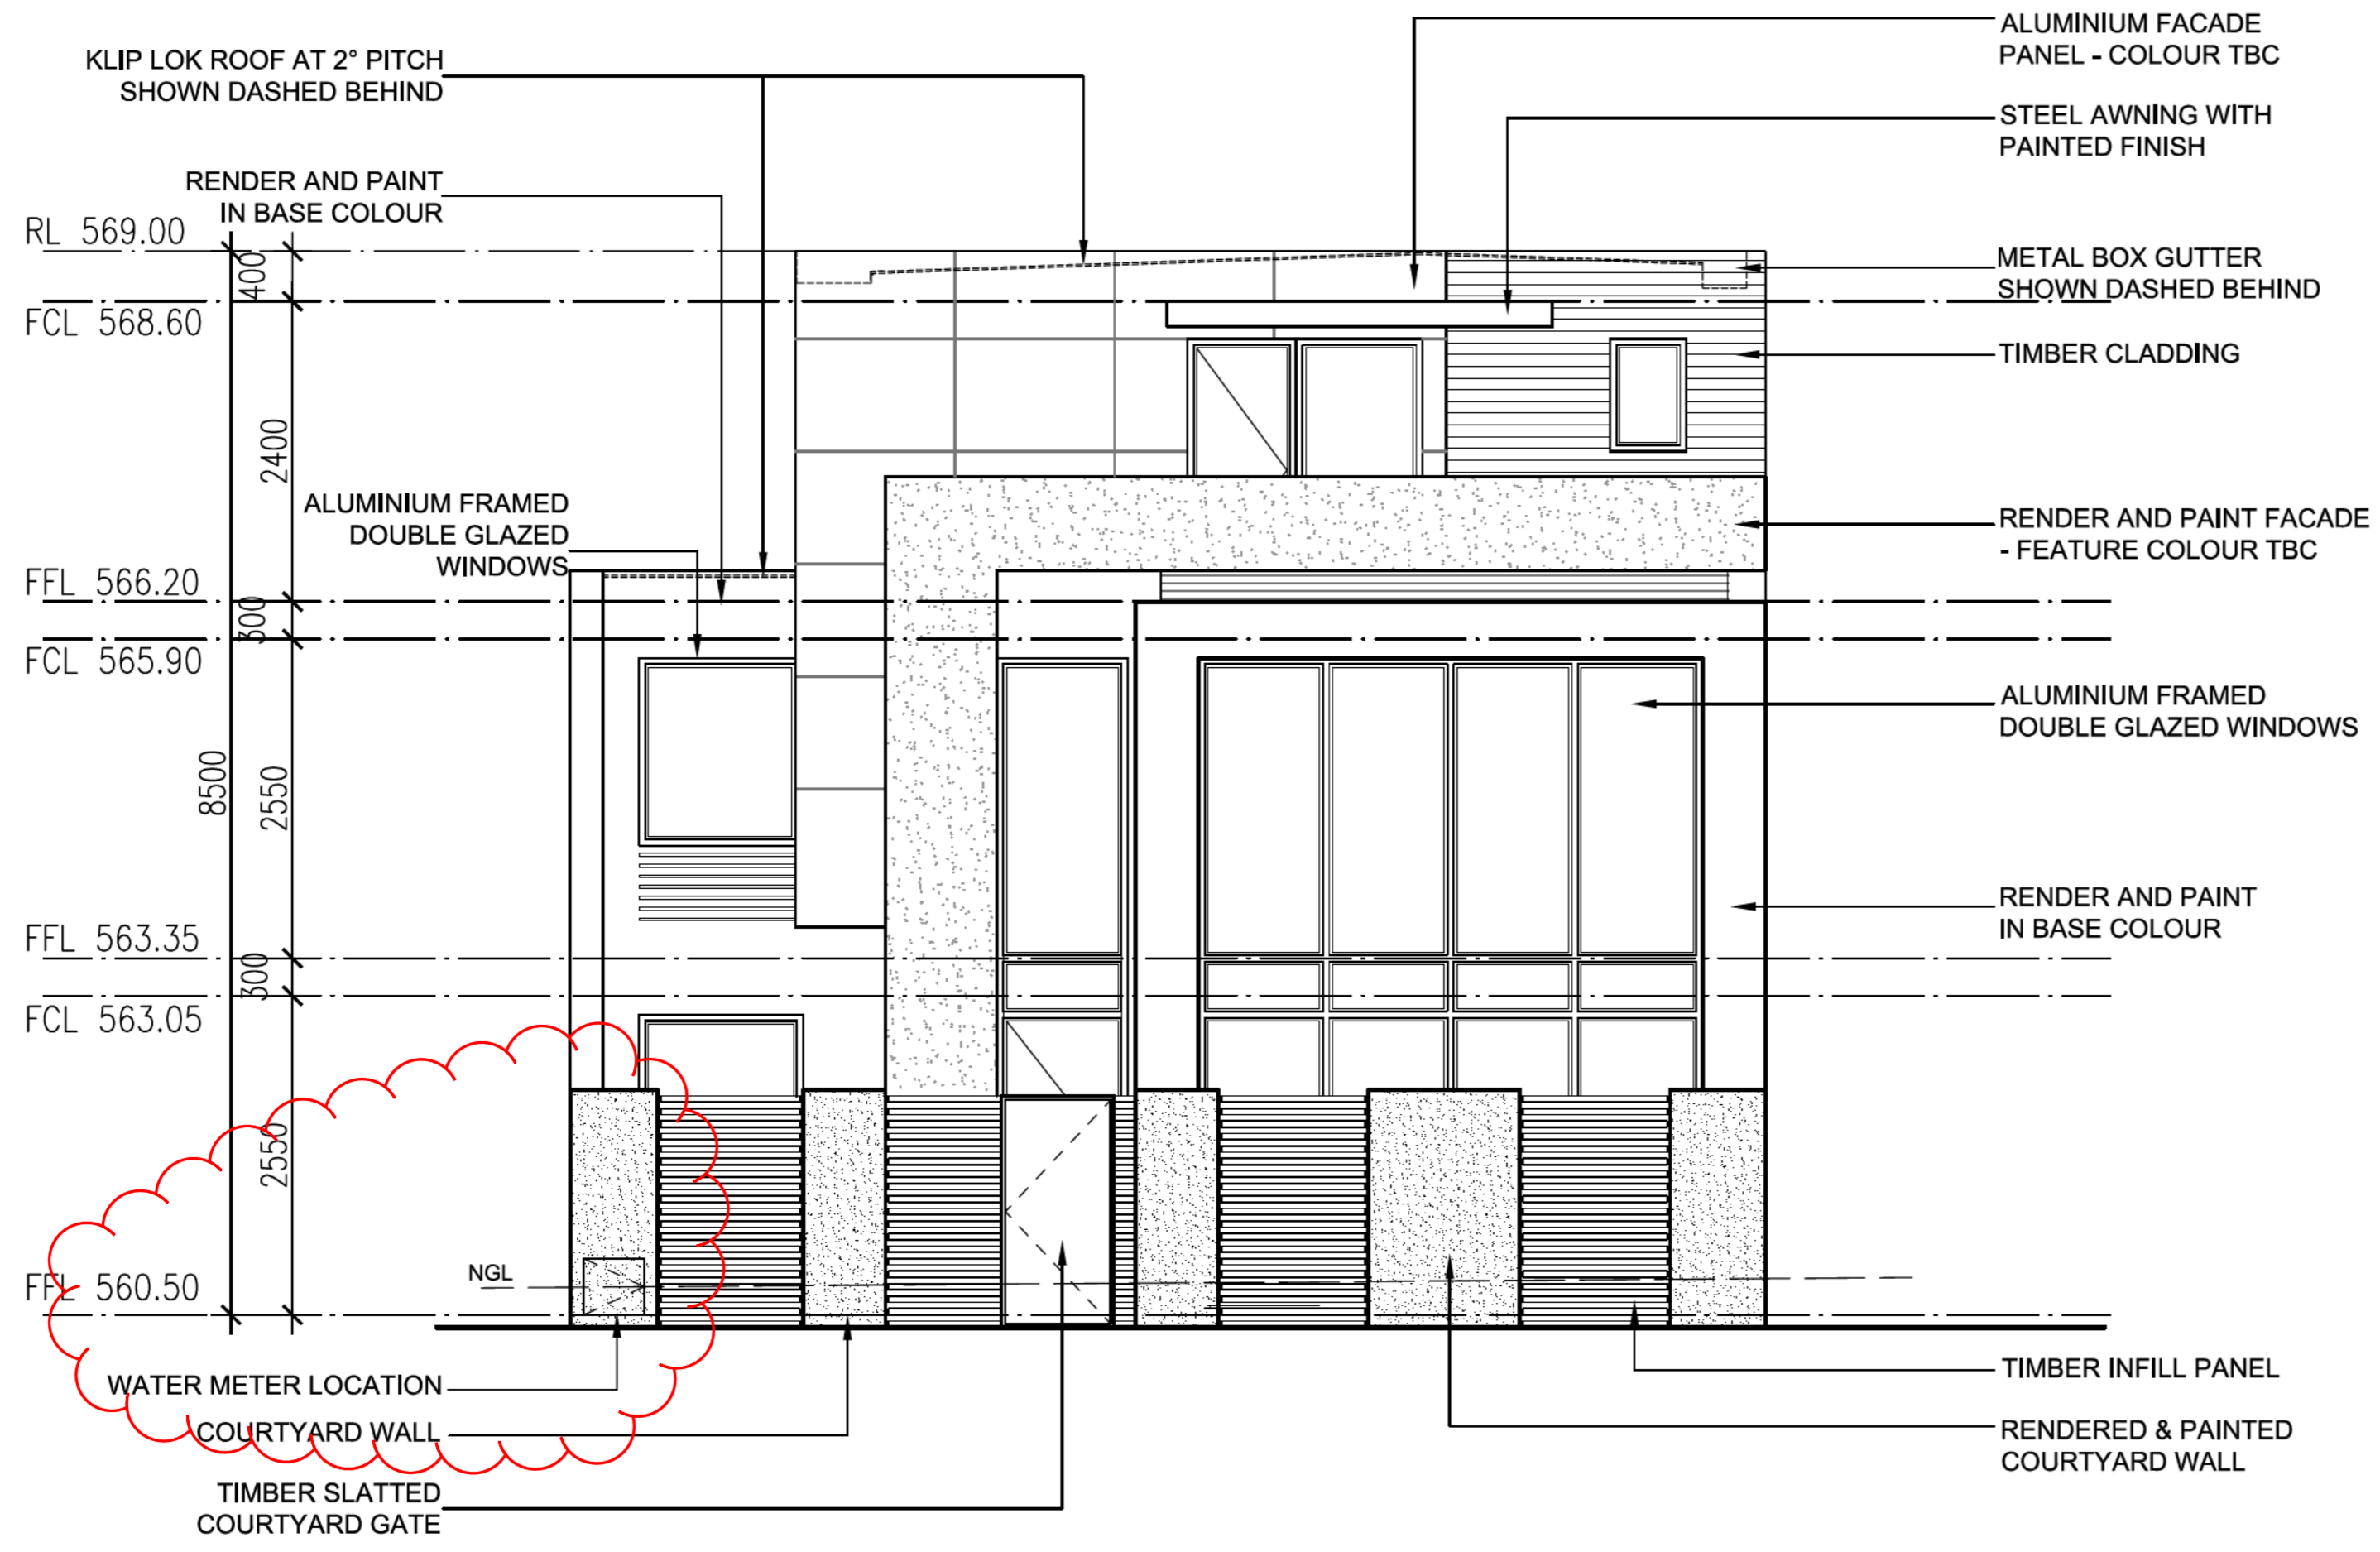 KLIP LOK ROOF AT 2° PITCH
SHOWN DASHED BEHIND
RENDER AND PAINT
IN BASE COLOUR
RL 569.00
400
FCL 568.60
2400
ALUMINIUM FRAMED
DOUBLE GLAZED
WINDOWS
FFL 566.20
300
FCL 565.90
8500
2550
FFL 563.35
300
FCL 563.05
2550
NGL
FFL 560.50
WATER METER LOCATION
COURTYARD WALL
TIMBER SLATTED
COURTYARD GATE
ALUMINIUM FACADE
PANEL - COLOUR TBC
STEEL AWNING WITH
PAINTED FINISH
METAL BOX GUTTER
SHOWN DASHED BEHIND
TIMBER CLADDING
RENDER AND PAINT FACADE
- FEATURE COLOUR TBC
ALUMINIUM FRAMED
DOUBLE GLAZED WINDOWS
RENDER AND PAINT
IN BASE COLOUR
TIMBER INFILL PANEL
RENDERED & PAINTED
COURTYARD WALL